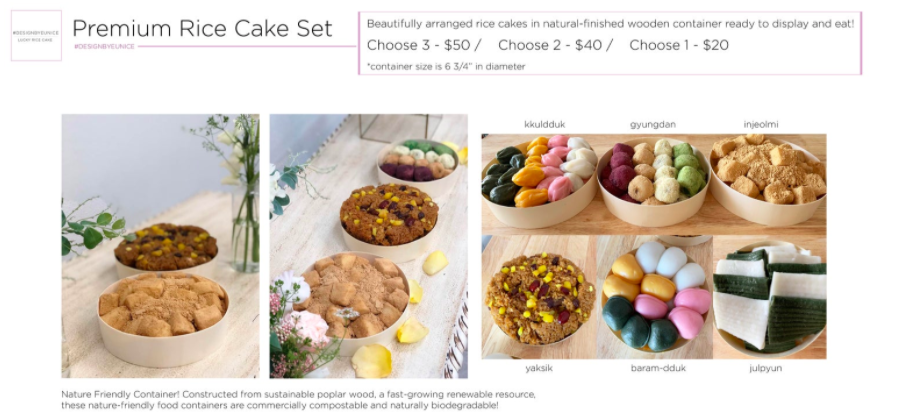 #DESIGNBYEUNICE
LUCKY RICE CAKE
Premium Rice Cake Set
#DESIGNBYEUNICE
Beautifully arranged rice cakes in natural-finished wooden container ready to display and eat!
Choose 3 - $50 / Choose 2 - $40 / Choose 1 - $20
*container size is 6 3/4” in diameter
kkulddduk gyungdan injeolmi
yaksik baram-dduk julpyun
Nature Friendly Container! Constructed from sustainable poplar wood, a fast-growing renewable resource,
these nature-friendly food containers are commercially compostable and naturally biodegradable!